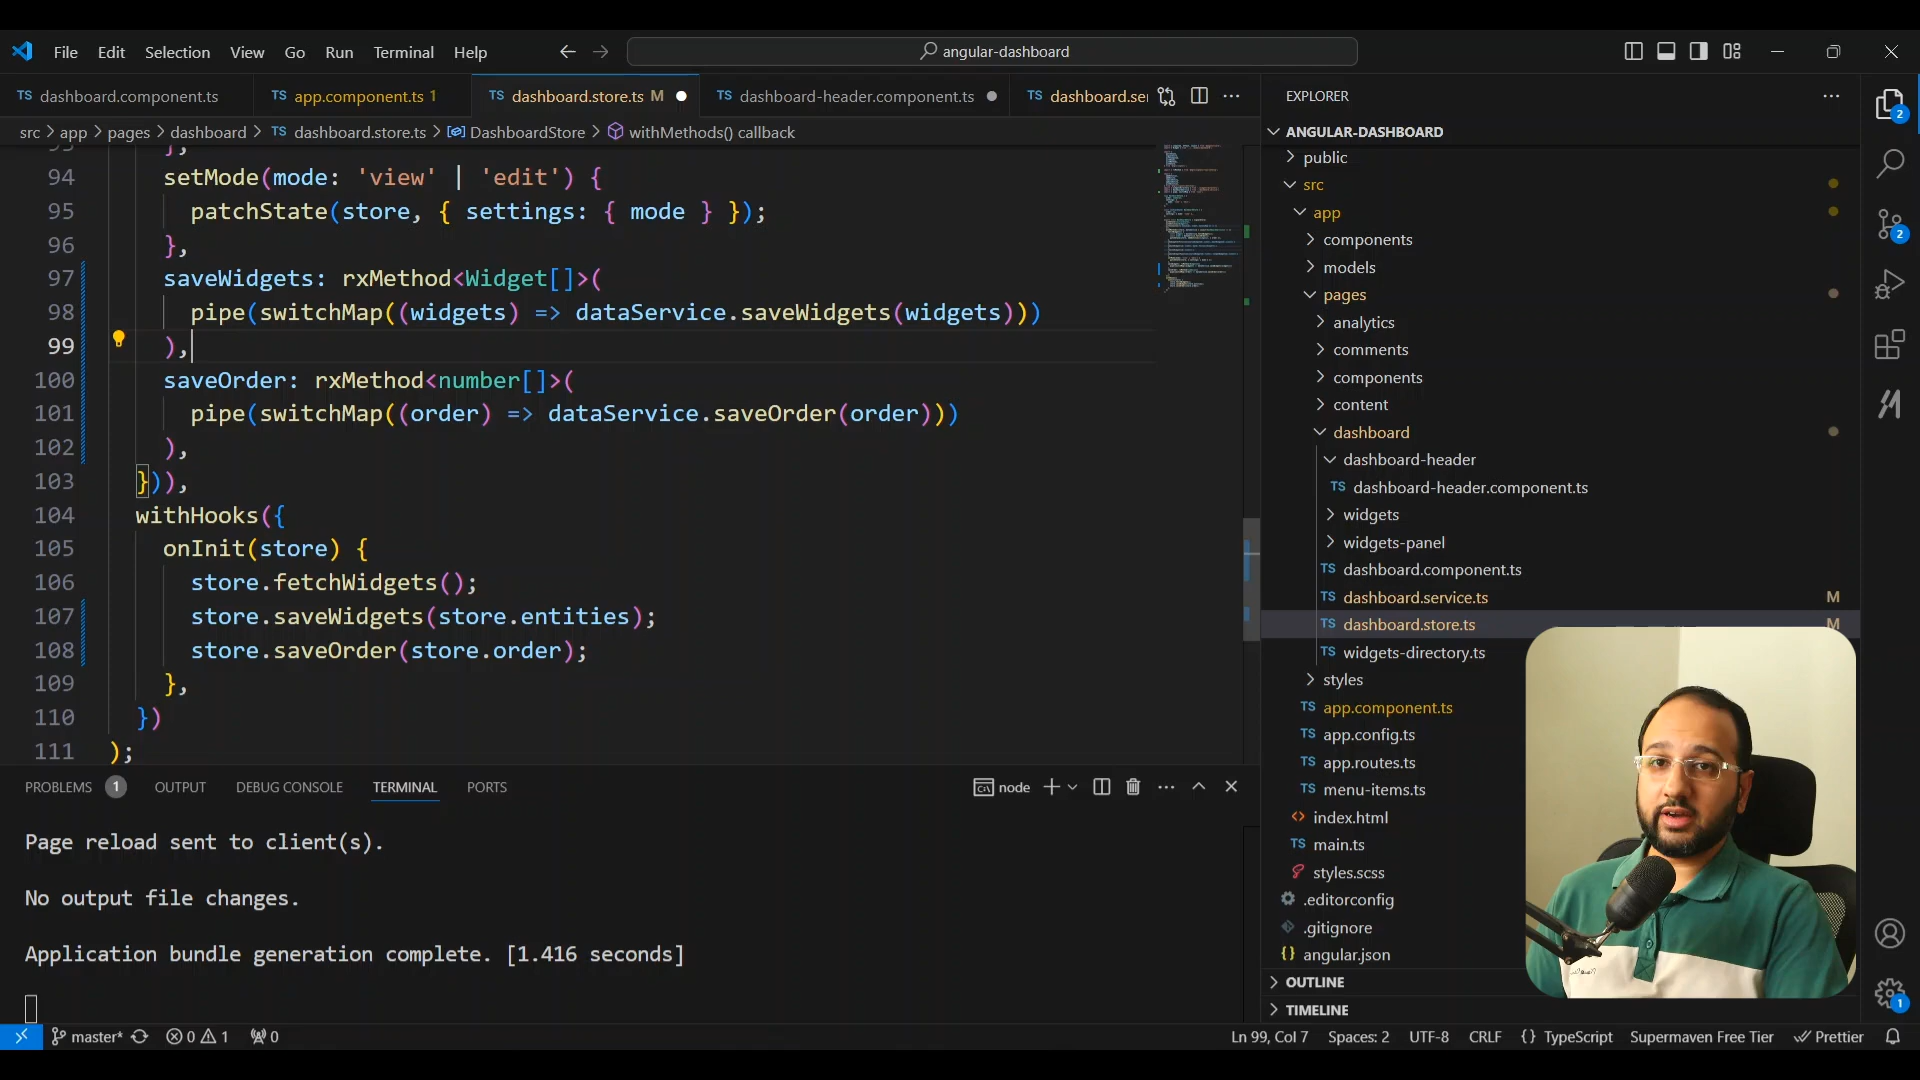 File Edit Selection View Go Run Terminal Help
angular-dashboard
TS dashboard.component.ts
TS app.component.ts 1
TS dashboard.store.ts M
TS dashboard-header.component.ts
TS dashboard.ser
EXPLORER
src > app > pages > dashboard > TS dashboard.store.ts > DashboardStore > withMethods() callback
93 },
94 setMode(mode: 'view' | 'edit') {
95 patchState(store, { settings: { mode } });
96 },
97 saveWidgets: rxMethod<Widget[]>(
98 pipe(switchMap((widgets) => dataService.saveWidgets(widgets)))
99 ),
100 saveOrder: rxMethod<number[]>(
101 pipe(switchMap((order) => dataService.saveOrder(order)))
102 ),
103 })),
104 withHooks({
105 onInit(store) {
106 store.fetchWidgets();
107 store.saveWidgets(store.entities);
108 store.saveOrder(store.order);
109 },
110 })
111 );
ANGULAR-DASHBOARD
public
src
app
components
models
pages
analytics
comments
components
content
dashboard
dashboard-header
TS dashboard-header.component.ts
widgets
widgets-panel
TS dashboard.component.ts
TS dashboard.service.ts M
TS dashboard.store.ts M
TS widgets-directory.ts
styles
TS app.component.ts
TS app.config.ts
TS app.routes.ts
TS menu-items.ts
<> index.html
TS main.ts
styles.scss
.editorconfig
.gitignore
{} angular.json
OUTLINE
TIMELINE
2
2
1
PROBLEMS 1 OUTPUT DEBUG CONSOLE TERMINAL PORTS
node
Page reload sent to client(s).
No output file changes.
Application bundle generation complete. [1.416 seconds]
master* 0 1 0
Ln 99, Col 7 Spaces: 2 UTF-8 CRLF {} TypeScript Supermaven Free Tier Prettier